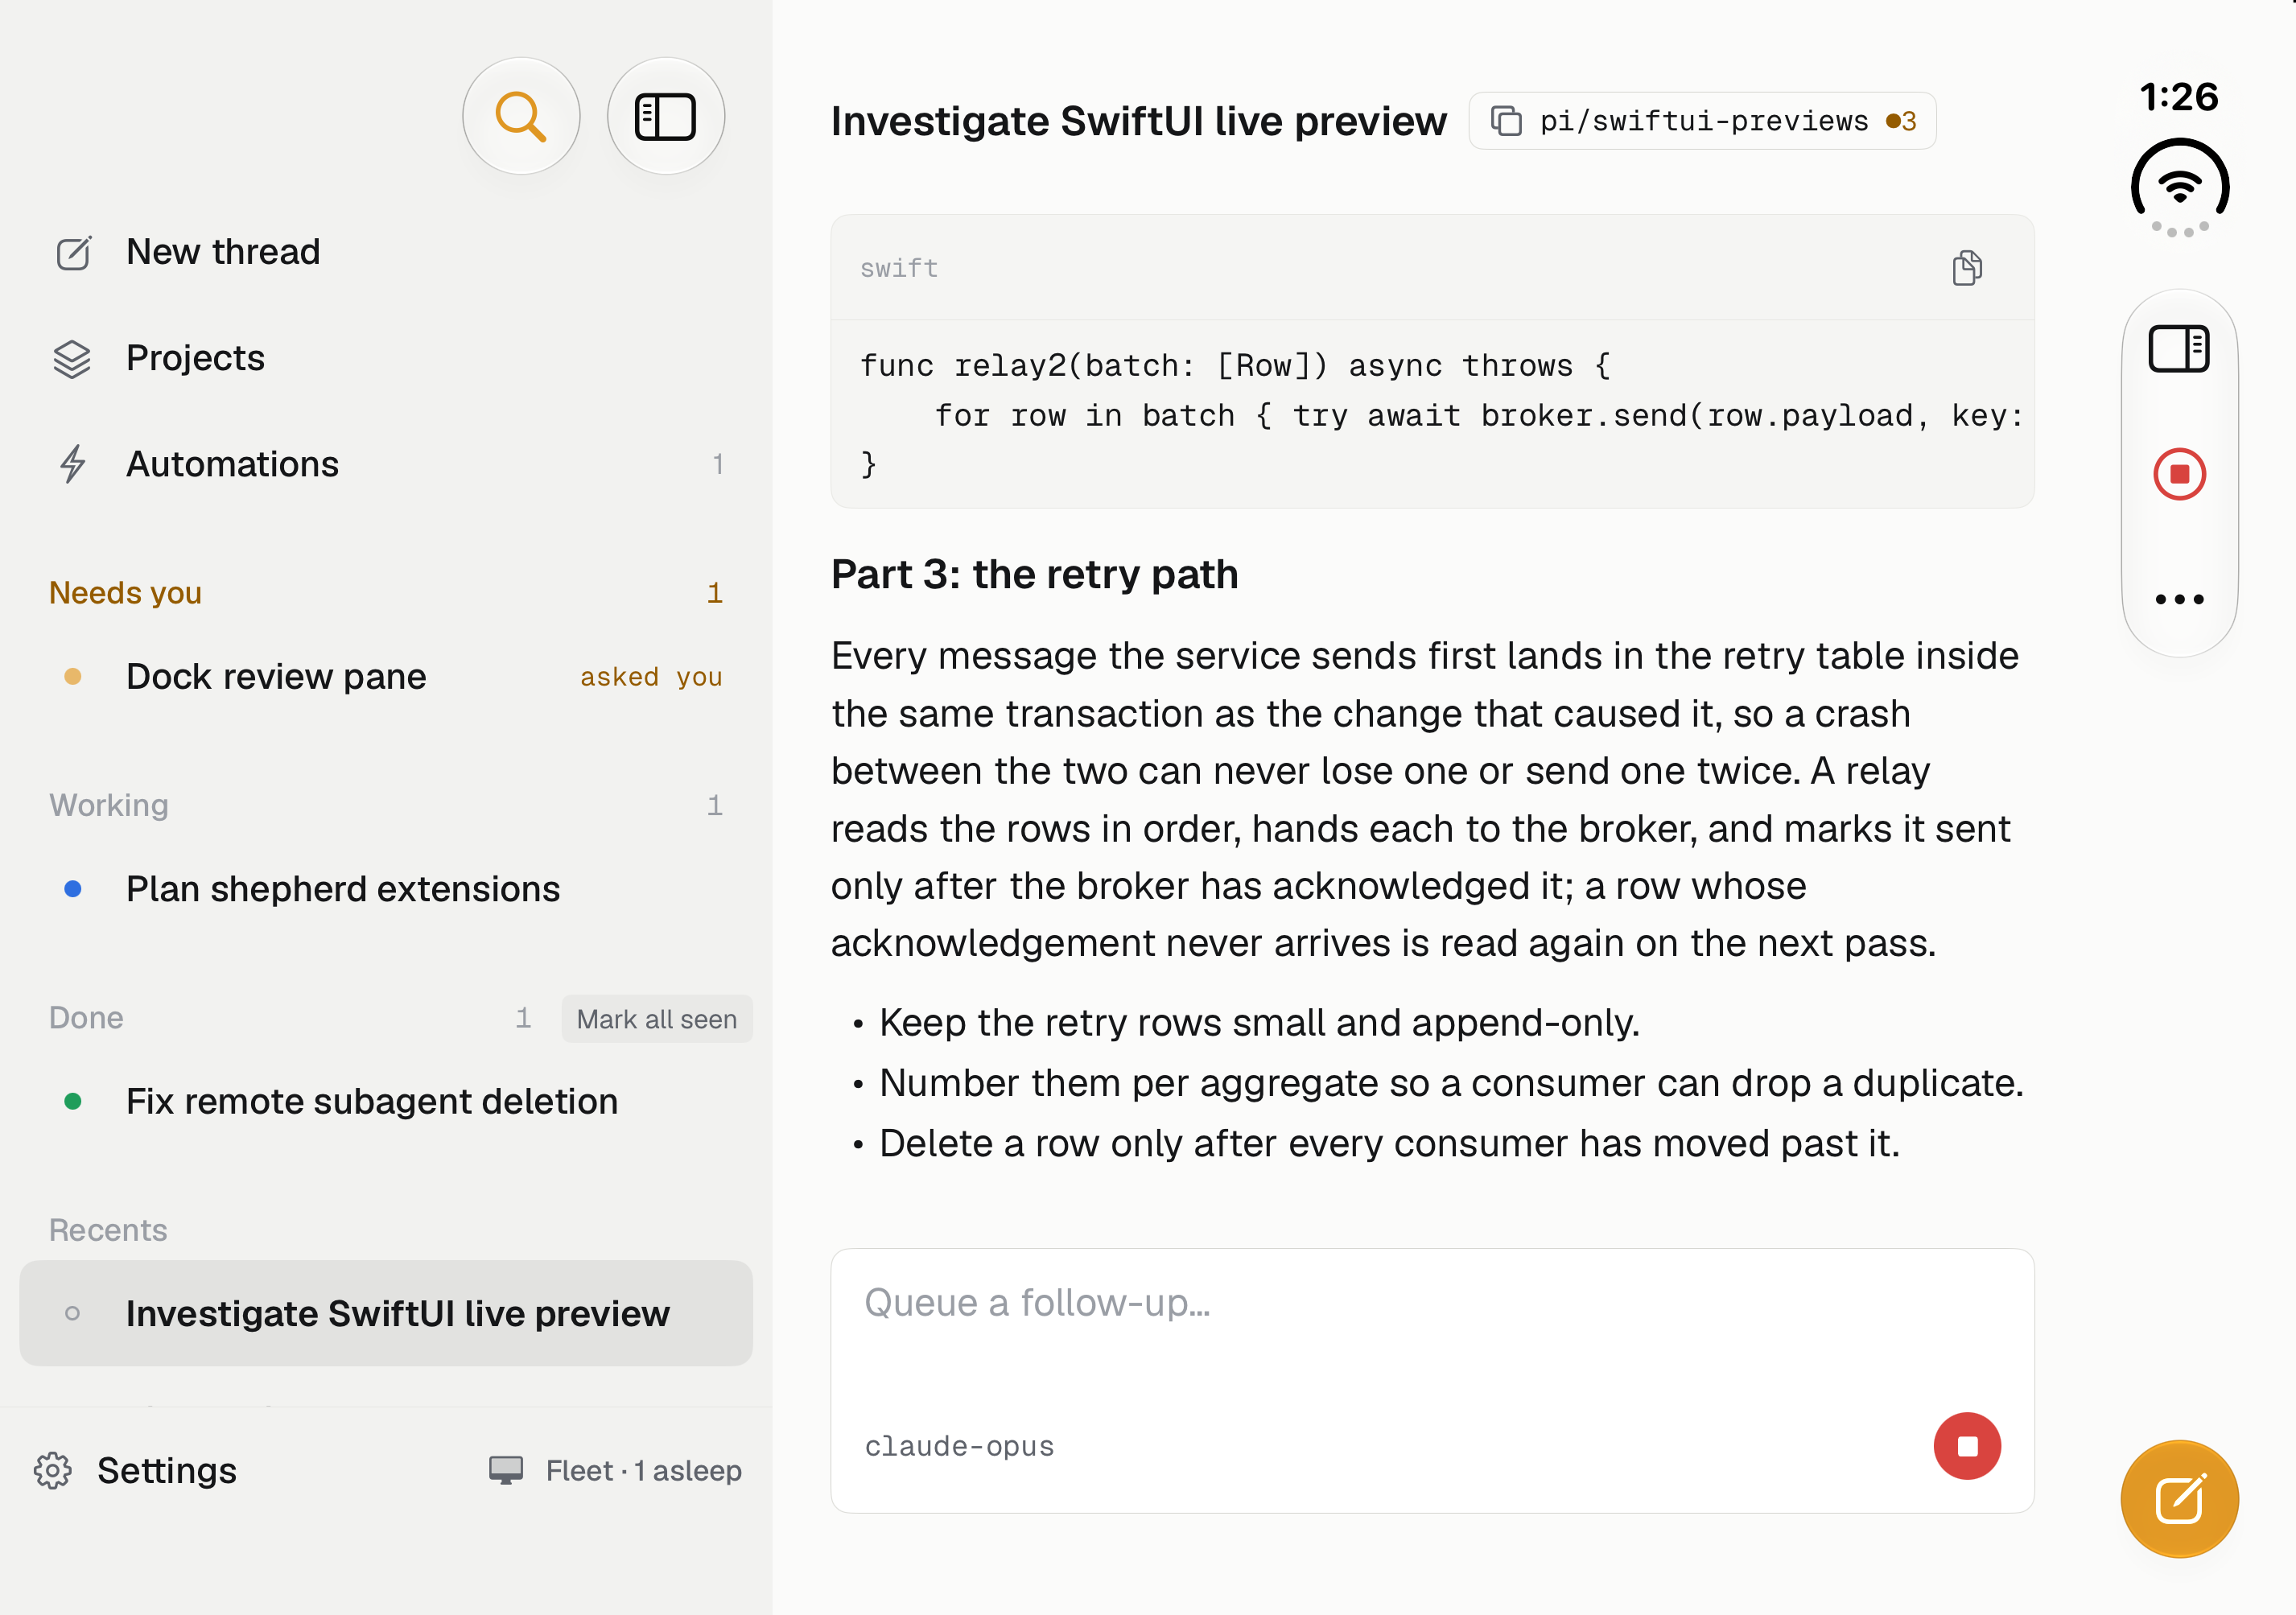 New thread
Projects
Automations 1
Needs you 1
Dock review pane asked you
Working 1
Plan shepherd extensions
Done 1 Mark all seen
Fix remote subagent deletion
Recents
Investigate SwiftUI live preview
Settings Fleet · 1 asleep
Investigate SwiftUI live preview pi/swiftui-previews 3
swift
func relay2(batch: [Row]) async throws {
    for row in batch { try await broker.send(row.payload, key:
}
Part 3: the retry path
Every message the service sends first lands in the retry table inside
the same transaction as the change that caused it, so a crash
between the two can never lose one or send one twice. A relay
reads the rows in order, hands each to the broker, and marks it sent
only after the broker has acknowledged it; a row whose
acknowledgement never arrives is read again on the next pass.
• Keep the retry rows small and append-only.
• Number them per aggregate so a consumer can drop a duplicate.
• Delete a row only after every consumer has moved past it.
Queue a follow-up…
claude-opus
1:26